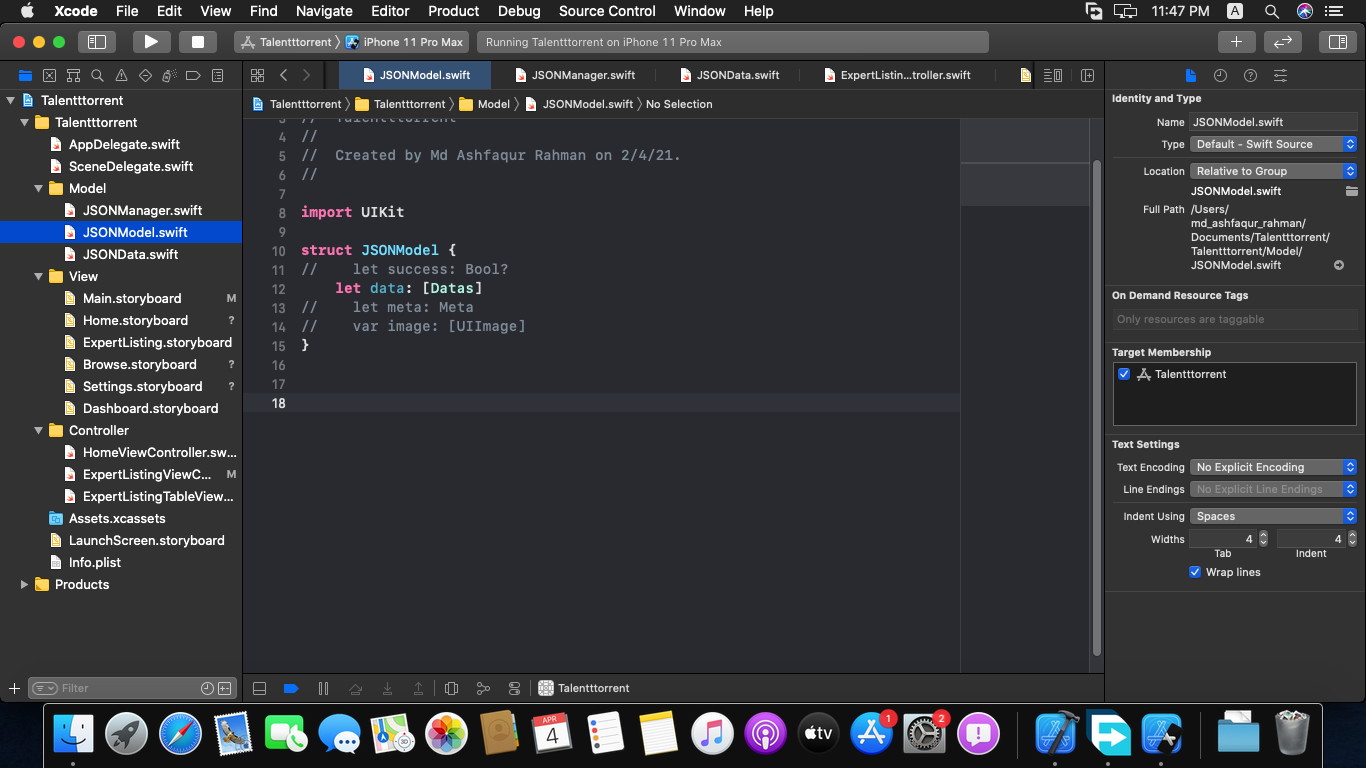 Xcode File Edit View Find Navigate Editor Product Debug Source Control Window Help 11:47 PM A
Talentttorrent 〉 iPhone 11 Pro Max Running Talentttorrent on iPhone 11 Pro Max
JSONModel.swift JSONManager.swift JSONData.swift ExpertListin...troller.swift
Talentttorrent 〉 Talentttorrent 〉 Model 〉 JSONModel.swift 〉 No Selection
Talentttorrent
Talentttorrent
AppDelegate.swift
SceneDelegate.swift
Model
JSONManager.swift
JSONModel.swift
JSONData.swift
View
Main.storyboard M
Home.storyboard ?
ExpertListing.storyboard
Browse.storyboard ?
Settings.storyboard ?
Dashboard.storyboard
Controller
HomeViewController.sw...
ExpertListingViewC... M
ExpertListingTableView...
Assets.xcassets
LaunchScreen.storyboard
Info.plist
Products
Filter
3 // Talentttorrent
4 //
5 // Created by Md Ashfaqur Rahman on 2/4/21.
6 //
7
8 import UIKit
9
10 struct JSONModel {
11 // let success: Bool?
12 let data: [Datas]
13 // let meta: Meta
14 // var image: [UIImage]
15 }
16
17
18
Talentttorrent
Identity and Type
Name JSONModel.swift
Type Default - Swift Source
Location Relative to Group
JSONModel.swift
Full Path /Users/
md_ashfaqur_rahman/
Documents/Talentttorrent/
Talentttorrent/Model/
JSONModel.swift
On Demand Resource Tags
Only resources are taggable
Target Membership
Talentttorrent
Text Settings
Text Encoding No Explicit Encoding
Line Endings No Explicit Line Endings
Indent Using Spaces
Widths 4 4
Tab Indent
Wrap lines
APR
4
3D
tv
1
2